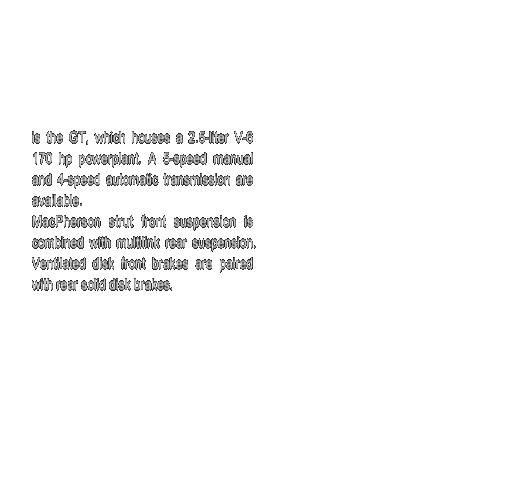 is the GT, which houses a 2.5-liter V-6
170 hp powerplant. A 5-speed manual
and 4-speed automatic transmission are
available.
MacPherson strut front suspension is
combined with multilink rear suspension.
Ventilated disk front brakes are paired
with rear solid disk brakes.